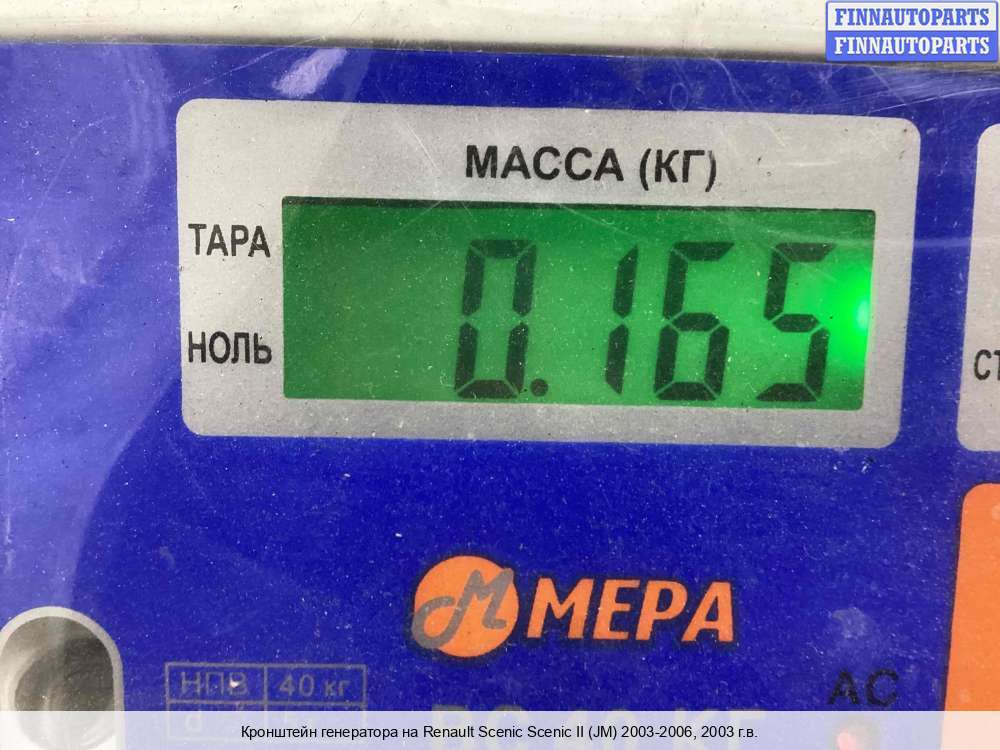 FINNAUTOPARTS
FINNAUTOPARTS
МАССА (КГ)
ТАРА
0.165
НОЛЬ
СТ
М МЕРА
НПВ 40 кг
d
АС
Кронштейн генератора на Renault Scenic Scenic II (JM) 2003-2006, 2003 г.в.